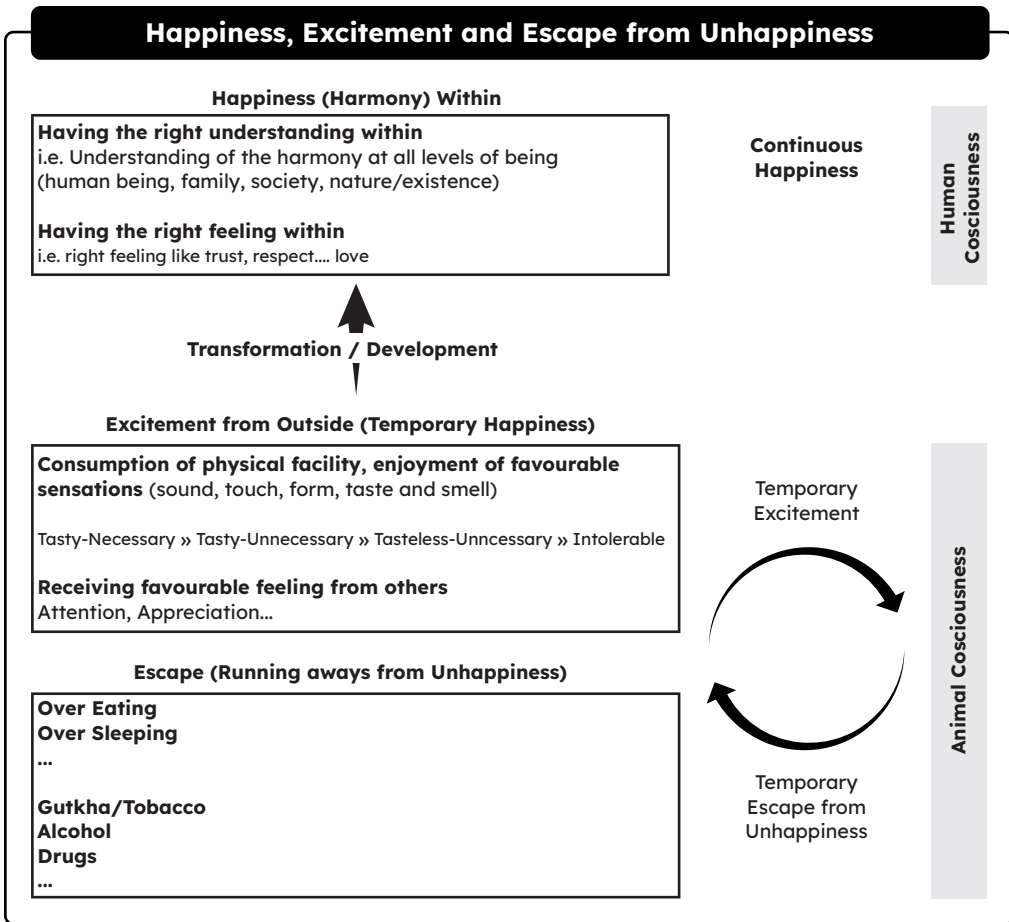 Happiness, Excitement and Escape from Unhappiness
Happiness (Harmony) Within
Having the right understanding within
i.e. Understanding of the harmony at all levels of being
(human being, family, society, nature/existence)
Having the right feeling within
i.e. right feeling like trust, respect.... love
Continuous
Happiness
Human
Cosciousness
Transformation / Development
Excitement from Outside (Temporary Happiness)
Consumption of physical facility, enjoyment of favourable
sensations (sound, touch, form, taste and smell)
Tasty-Necessary » Tasty-Unnecessary » Tasteless-Unncessary » Intolerable
Receiving favourable feeling from others
Attention, Appreciation...
Temporary
Excitement
Escape (Running aways from Unhappiness)
Over Eating
Over Sleeping
...
Gutkha/Tobacco
Alcohol
Drugs
...
Temporary
Escape from
Unhappiness
Animal Cosciousness